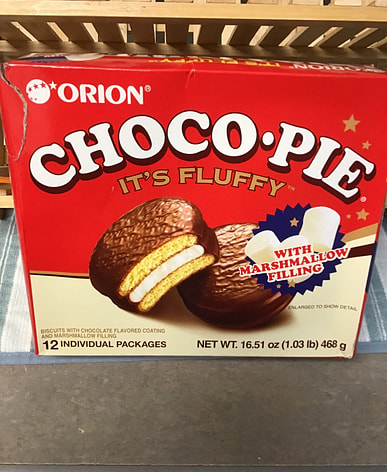 ORION®
CHOCO•PIE
IT'S FLUFFY™
WITH
MARSHMALLOW
FILLING
ENLARGED TO SHOW DETAIL
BISCUITS WITH CHOCOLATE FLAVORED COATING
AND MARSHMALLOW FILLING
12 INDIVIDUAL PACKAGES
NET WT. 16.51 oz (1.03 lb) 468 g